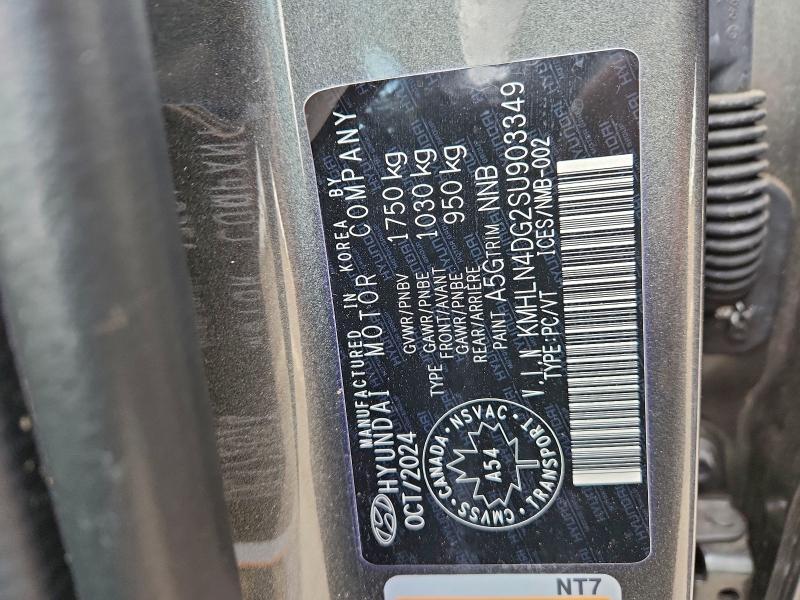 MANUFACTURED IN KOREA BY
HYUNDAI MOTOR COMPANY
OCT/2024
GVWR/PNBV 1750 kg
TYPE GAWR/PNBE FRONT/AVANT 1030 kg
GAWR/PNBE REAR/ARRIÈRE 950 kg
PAINT A5G TRIM NNB
V.I.N KMHLN4DG2SU903349
TYPE:PC/VT ICES/NMB-002
CANADA · NSVAC · TRANSPORT · CMVSS ·
A54
NT7